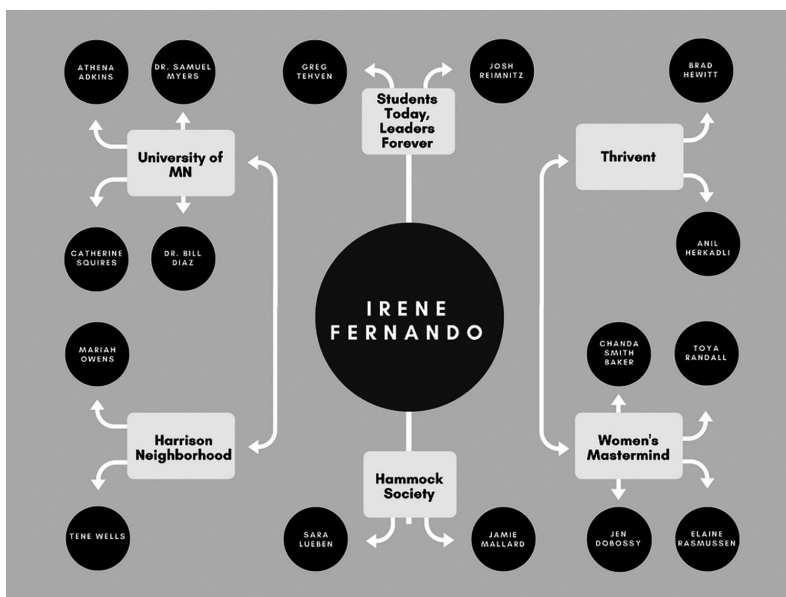 ATHENA
ADKINS
DR. SAMUEL
MYERS
GREG
TEHVEN
JOSH
REIMNITZ
BRAD
HEWITT
University of
MN
Students
Today,
Leaders
Forever
Thrivent
CATHERINE
SQUIRES
DR. BILL
DIAZ
ANIL
HERKADLI
IRENE
FERNANDO
MARIAH
OWENS
CHANDA
SMITH
BAKER
TOYA
RANDALL
Harrison
Neighborhood
Hammock
Society
Women's
Mastermind
TENE WELLS
SARA
LUEBEN
JAMIE
MALLARD
JEN
DOBOSSY
ELAINE
RASMUSSEN